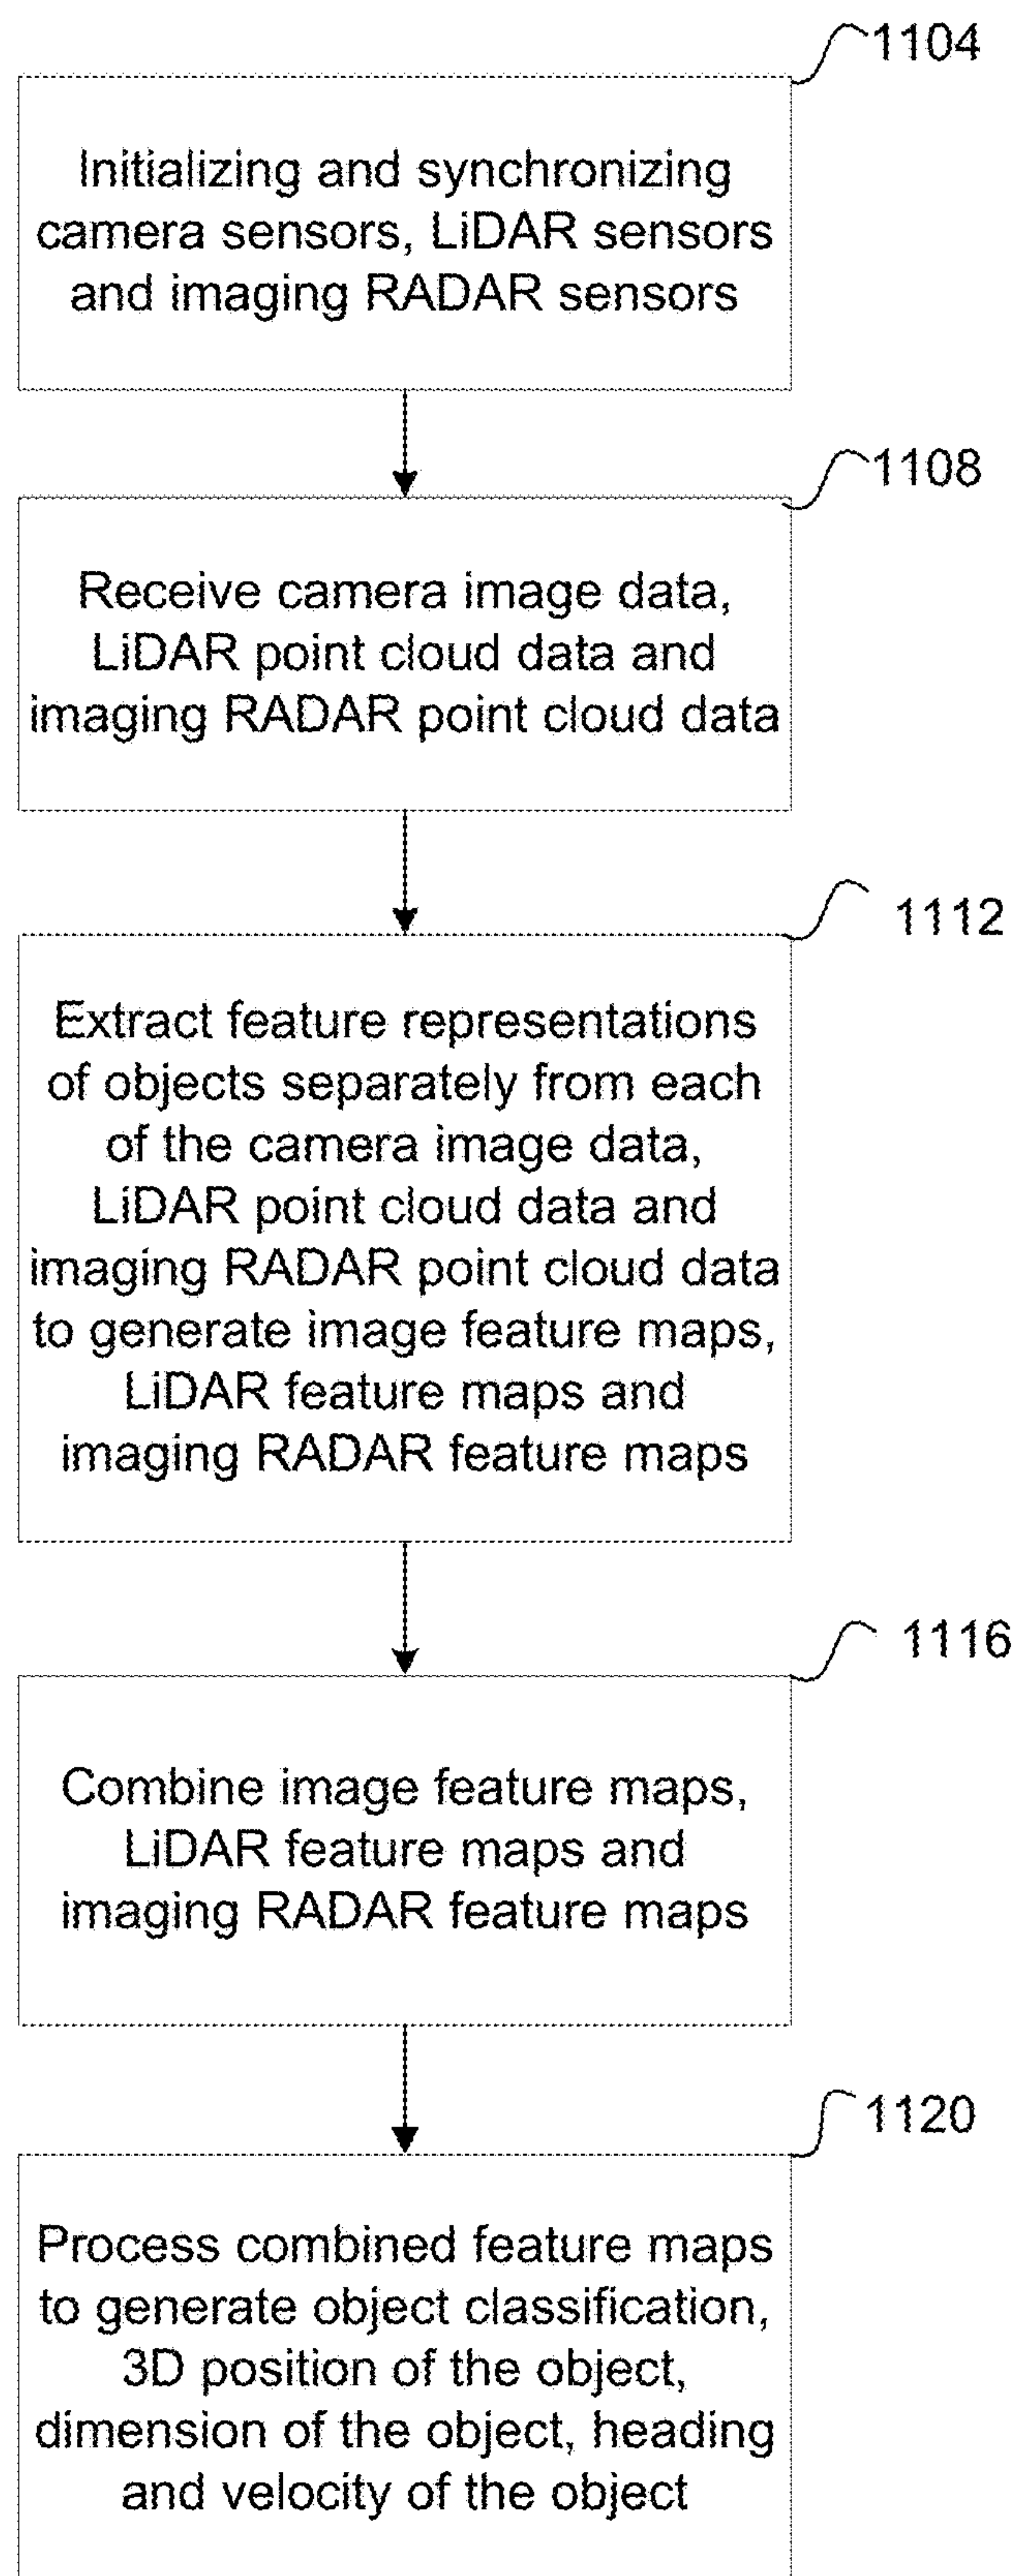 1104
Initializing and synchronizing
camera sensors, LiDAR sensors
and imaging RADAR sensors
1108
Receive camera image data,
LiDAR point cloud data and
imaging RADAR point cloud data
1112
Extract feature representations
of objects separately from each
of the camera image data,
LiDAR point cloud data and
imaging RADAR point cloud data
to generate image feature maps,
LiDAR feature maps and
imaging RADAR feature maps
1116
Combine image feature maps,
LiDAR feature maps and
imaging RADAR feature maps
1120
Process combined feature maps
to generate object classification,
3D position of the object,
dimension of the object, heading
and velocity of the object